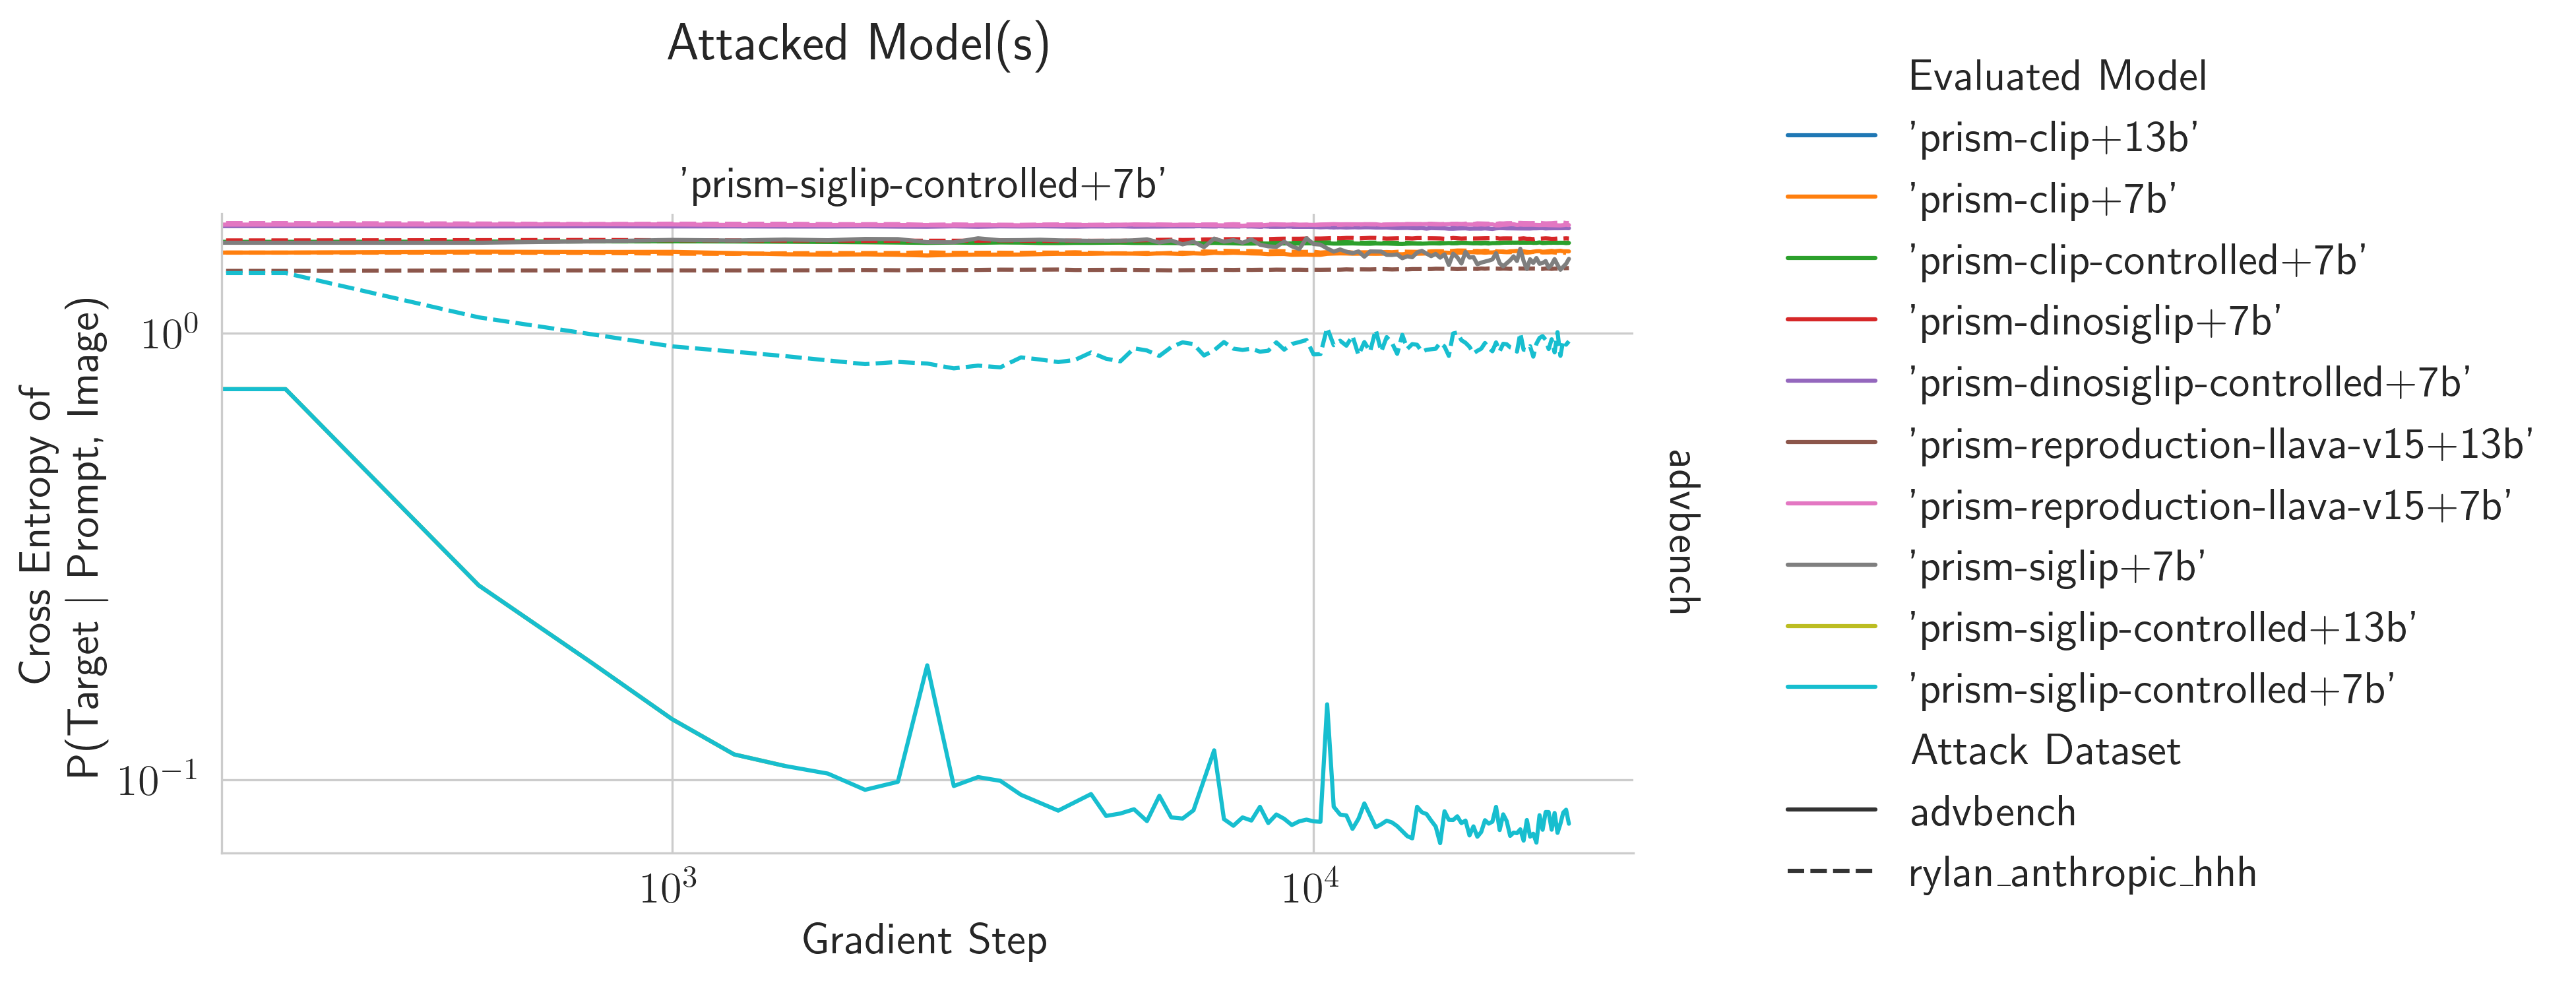 Attacked Model(s)
'prism-siglip-controlled+7b'
Cross Entropy of
P(Target | Prompt, Image)
10^0
10^-1
10^3
10^4
Gradient Step
advbench
Evaluated Model
'prism-clip+13b'
'prism-clip+7b'
'prism-clip-controlled+7b'
'prism-dinosiglip+7b'
'prism-dinosiglip-controlled+7b'
'prism-reproduction-llava-v15+13b'
'prism-reproduction-llava-v15+7b'
'prism-siglip+7b'
'prism-siglip-controlled+13b'
'prism-siglip-controlled+7b'
Attack Dataset
advbench
rylan_anthropic_hhh